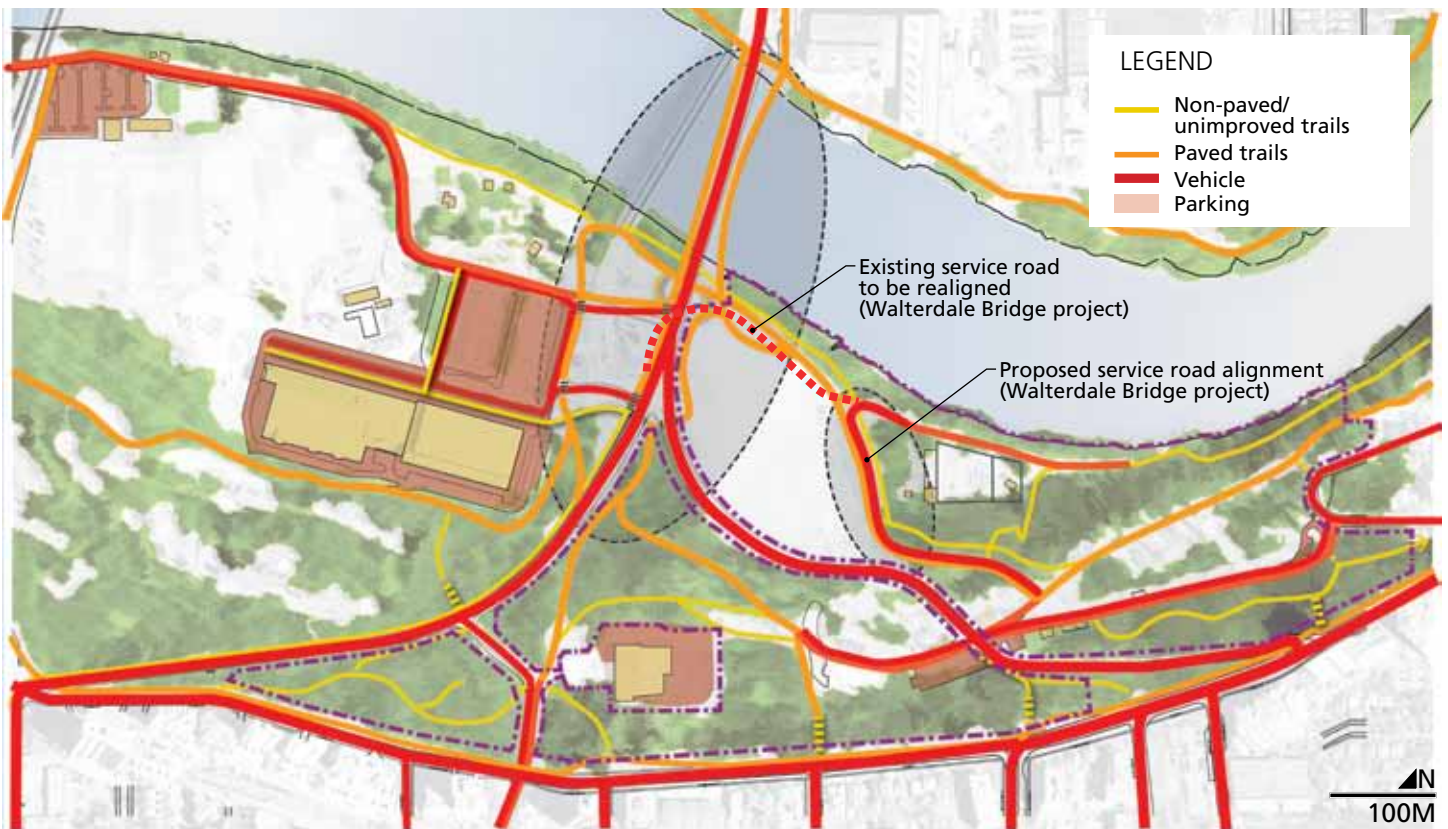 LEGEND
Non-paved/
unimproved trails
Paved trails
Vehicle
Parking
Existing service road
to be realigned
(Walterdale Bridge project)
Proposed service road alignment
(Walterdale Bridge project)
N
100M